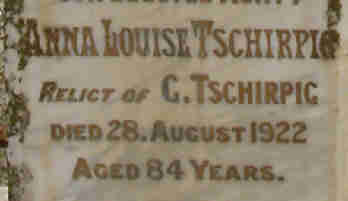 ANNA LOUISE TSCHIRPIG
RELICT OF G. TSCHIRPIG
DIED 28. AUGUST 1922
AGED 84 YEARS.